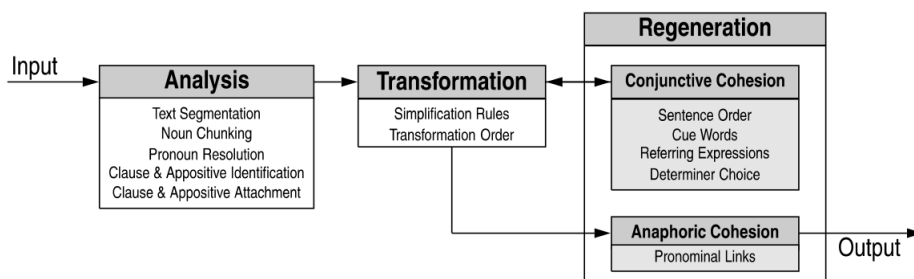 Input
Analysis
Text Segmentation
Noun Chunking
Pronoun Resolution
Clause & Appositive Identification
Clause & Appositive Attachment
Transformation
Simplification Rules
Transformation Order
Regeneration
Conjunctive Cohesion
Sentence Order
Cue Words
Referring Expressions
Determiner Choice
Anaphoric Cohesion
Pronominal Links
Output